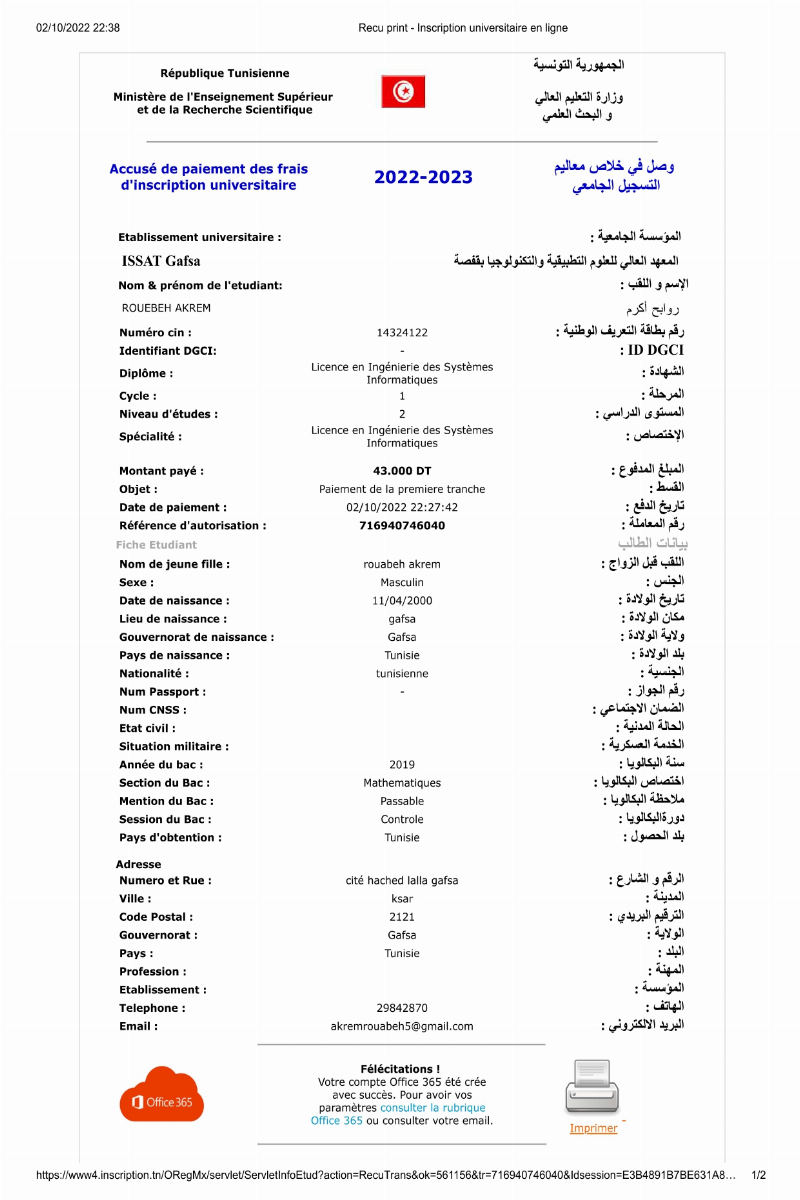 02/10/2022 22:38 Recu print - Inscription universitaire en ligne
République Tunisienne الجمهورية التونسية
Ministère de l'Enseignement Supérieur وزارة التعليم العالي
et de la Recherche Scientifique و البحث العلمي
Accusé de paiement des frais 2022-2023 وصل في خلاص معاليم
d'inscription universitaire التسجيل الجامعي
Etablissement universitaire : المؤسسة الجامعية :
ISSAT Gafsa المعهد العالي للعلوم التطبيقية والتكنولوجيا بقفصة
Nom & prénom de l'etudiant: الإسم و اللقب :
ROUEBEH AKREM روابح أكرم
Numéro cin : 14324122 رقم بطاقة التعريف الوطنية :
Identifiant DGCI: - ID DGCI :
Diplôme : Licence en Ingénierie des Systèmes الشهادة :
Informatiques
Cycle : 1 المرحلة :
Niveau d'études : 2 المستوى الدراسي :
Spécialité : Licence en Ingénierie des Systèmes الإختصاص :
Informatiques
Montant payé : 43.000 DT المبلغ المدفوع :
Objet : Paiement de la premiere tranche القسط :
Date de paiement : 02/10/2022 22:27:42 تاريخ الدفع :
Référence d'autorisation : 716940746040 رقم المعاملة :
Fiche Etudiant بيانات الطالب
Nom de jeune fille : rouabeh akrem اللقب قبل الزواج :
Sexe : Masculin الجنس :
Date de naissance : 11/04/2000 تاريخ الولادة :
Lieu de naissance : gafsa مكان الولادة :
Gouvernorat de naissance : Gafsa ولاية الولادة :
Pays de naissance : Tunisie بلد الولادة :
Nationalité : tunisienne الجنسية :
Num Passport : - رقم الجواز :
Num CNSS : الضمان الاجتماعي :
Etat civil : الحالة المدنية :
Situation militaire : الخدمة العسكرية :
Année du bac : 2019 سنة البكالويا :
Section du Bac : Mathematiques اختصاص البكالويا :
Mention du Bac : Passable ملاحظة البكالويا :
Session du Bac : Controle دورةالبكالويا :
Pays d'obtention : Tunisie بلد الحصول :
Adresse
Numero et Rue : cité hached lalla gafsa الرقم و الشارع :
Ville : ksar المدينة :
Code Postal : 2121 الترقيم البريدي :
Gouvernorat : Gafsa الولاية :
Pays : Tunisie البلد :
Profession : المهنة :
Etablissement : المؤسسة :
Telephone : 29842870 الهاتف :
Email : akremrouabeh5@gmail.com البريد الالكتروني :
Félécitations !
Votre compte Office 365 été crée
avec succès. Pour avoir vos
paramètres consulter la rubrique
Office 365 ou consulter votre email.
Office 365
Imprimer
https://www4.inscription.tn/ORegMx/servlet/ServletInfoEtud?action=RecuTrans&ok=561156&tr=716940746040&Idsession=E3B4891B7BE631A8... 1/2